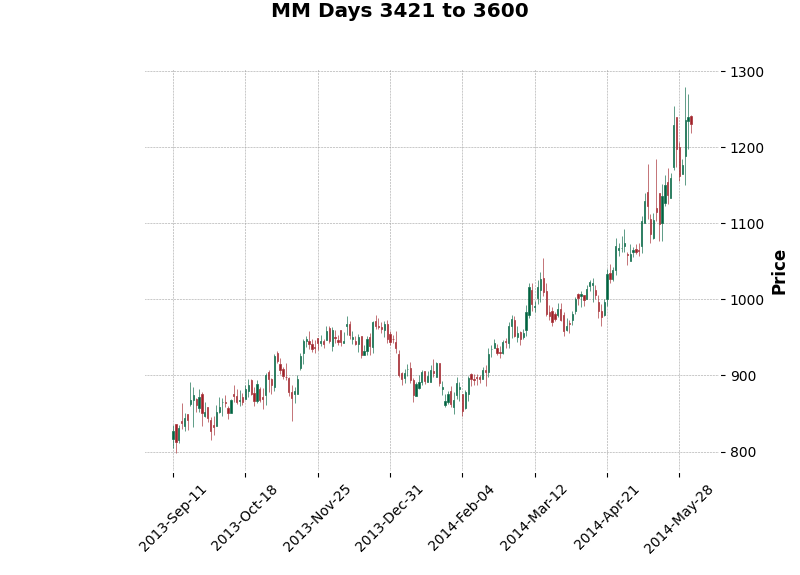 MM Days 3421 to 3600
1300
1200
1100
1000
900
800
Price
2013-Sep-11
2013-Oct-18
2013-Nov-25
2013-Dec-31
2014-Feb-04
2014-Mar-12
2014-Apr-21
2014-May-28